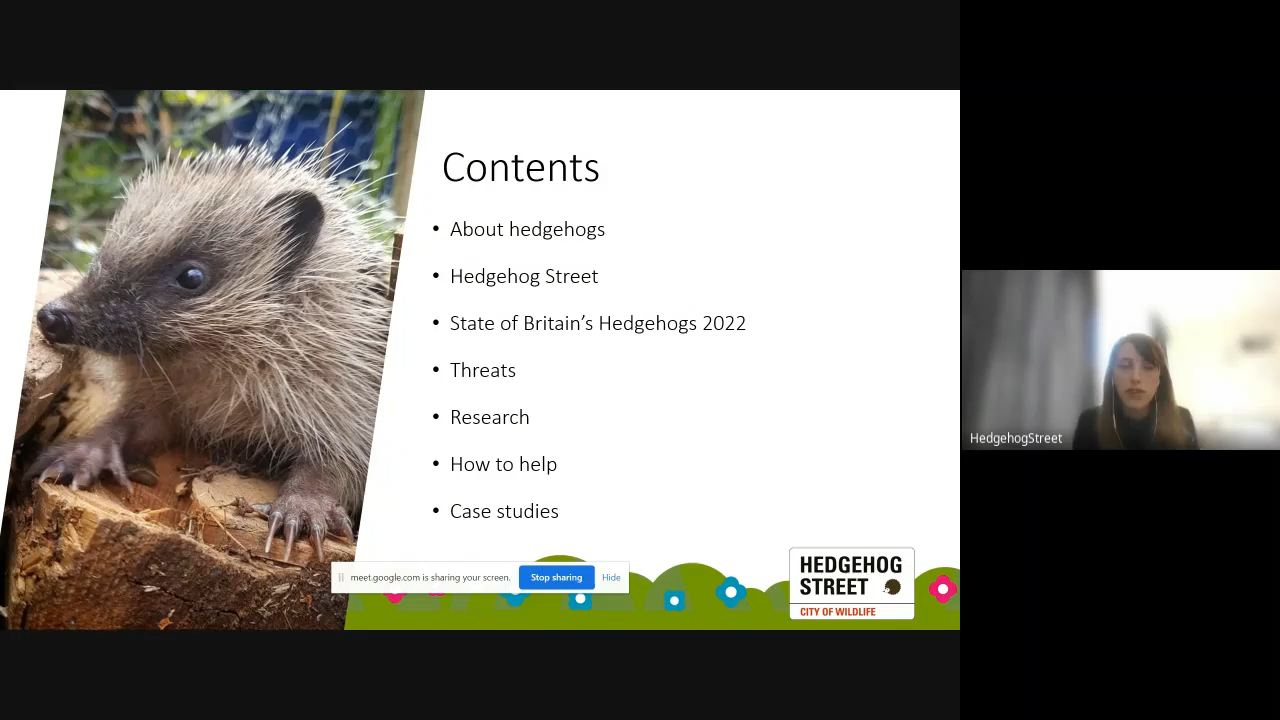 Contents
• About hedgehogs
• Hedgehog Street
• State of Britain’s Hedgehogs 2022
• Threats
• Research
• How to help
• Case studies
meet.google.com is sharing your screen.
Stop sharing
Hide
HEDGEHOG
STREET
CITY OF WILDLIFE
HedgehogStreet